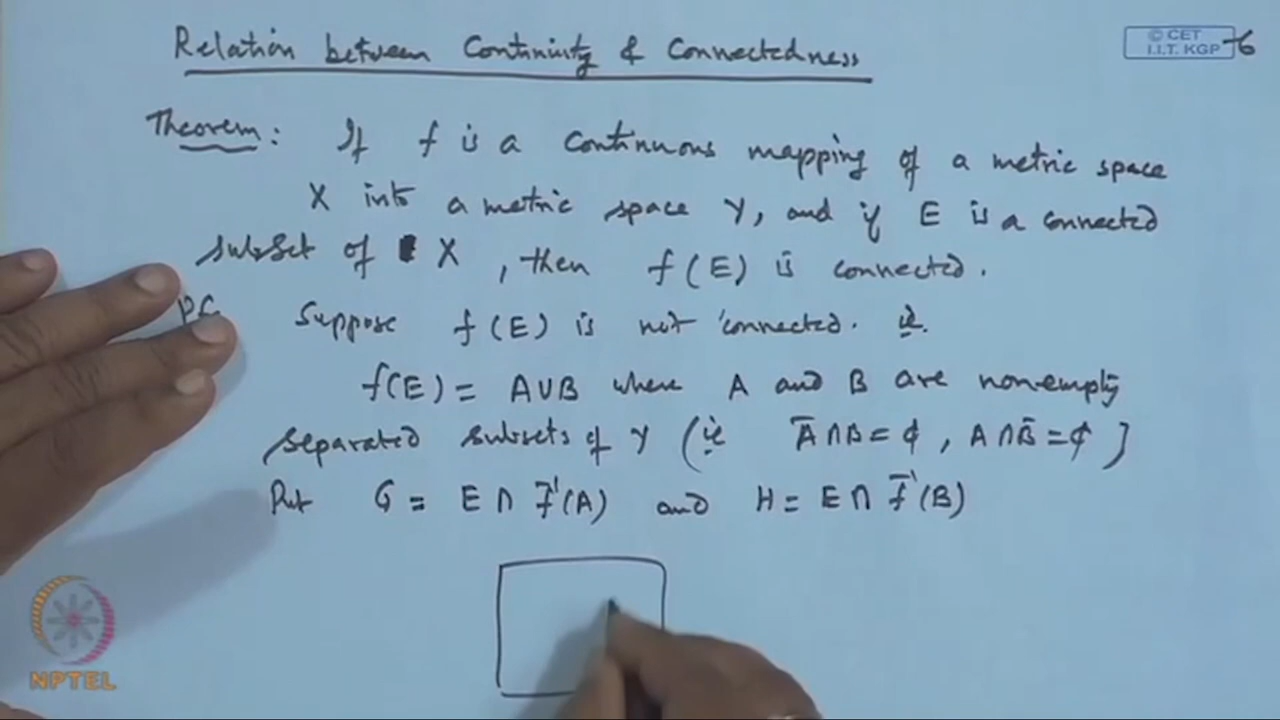 Relation between Continuity & Connectedness
© CET
I.I.T. KGP
-6
Theorem: If f is a continuous mapping of a metric space
X into a metric space Y, and if E is a connected
subset of X, then f(E) is connected.
Pf Suppose f(E) is not connected. ie.
f(E) = A∪B where A and B are nonempty
separated subsets of Y (ie A̅∩B = ϕ, A∩B̅ = ϕ)
Put G = E ∩ f⁻¹(A) and H = E ∩ f⁻¹(B)
NPTEL